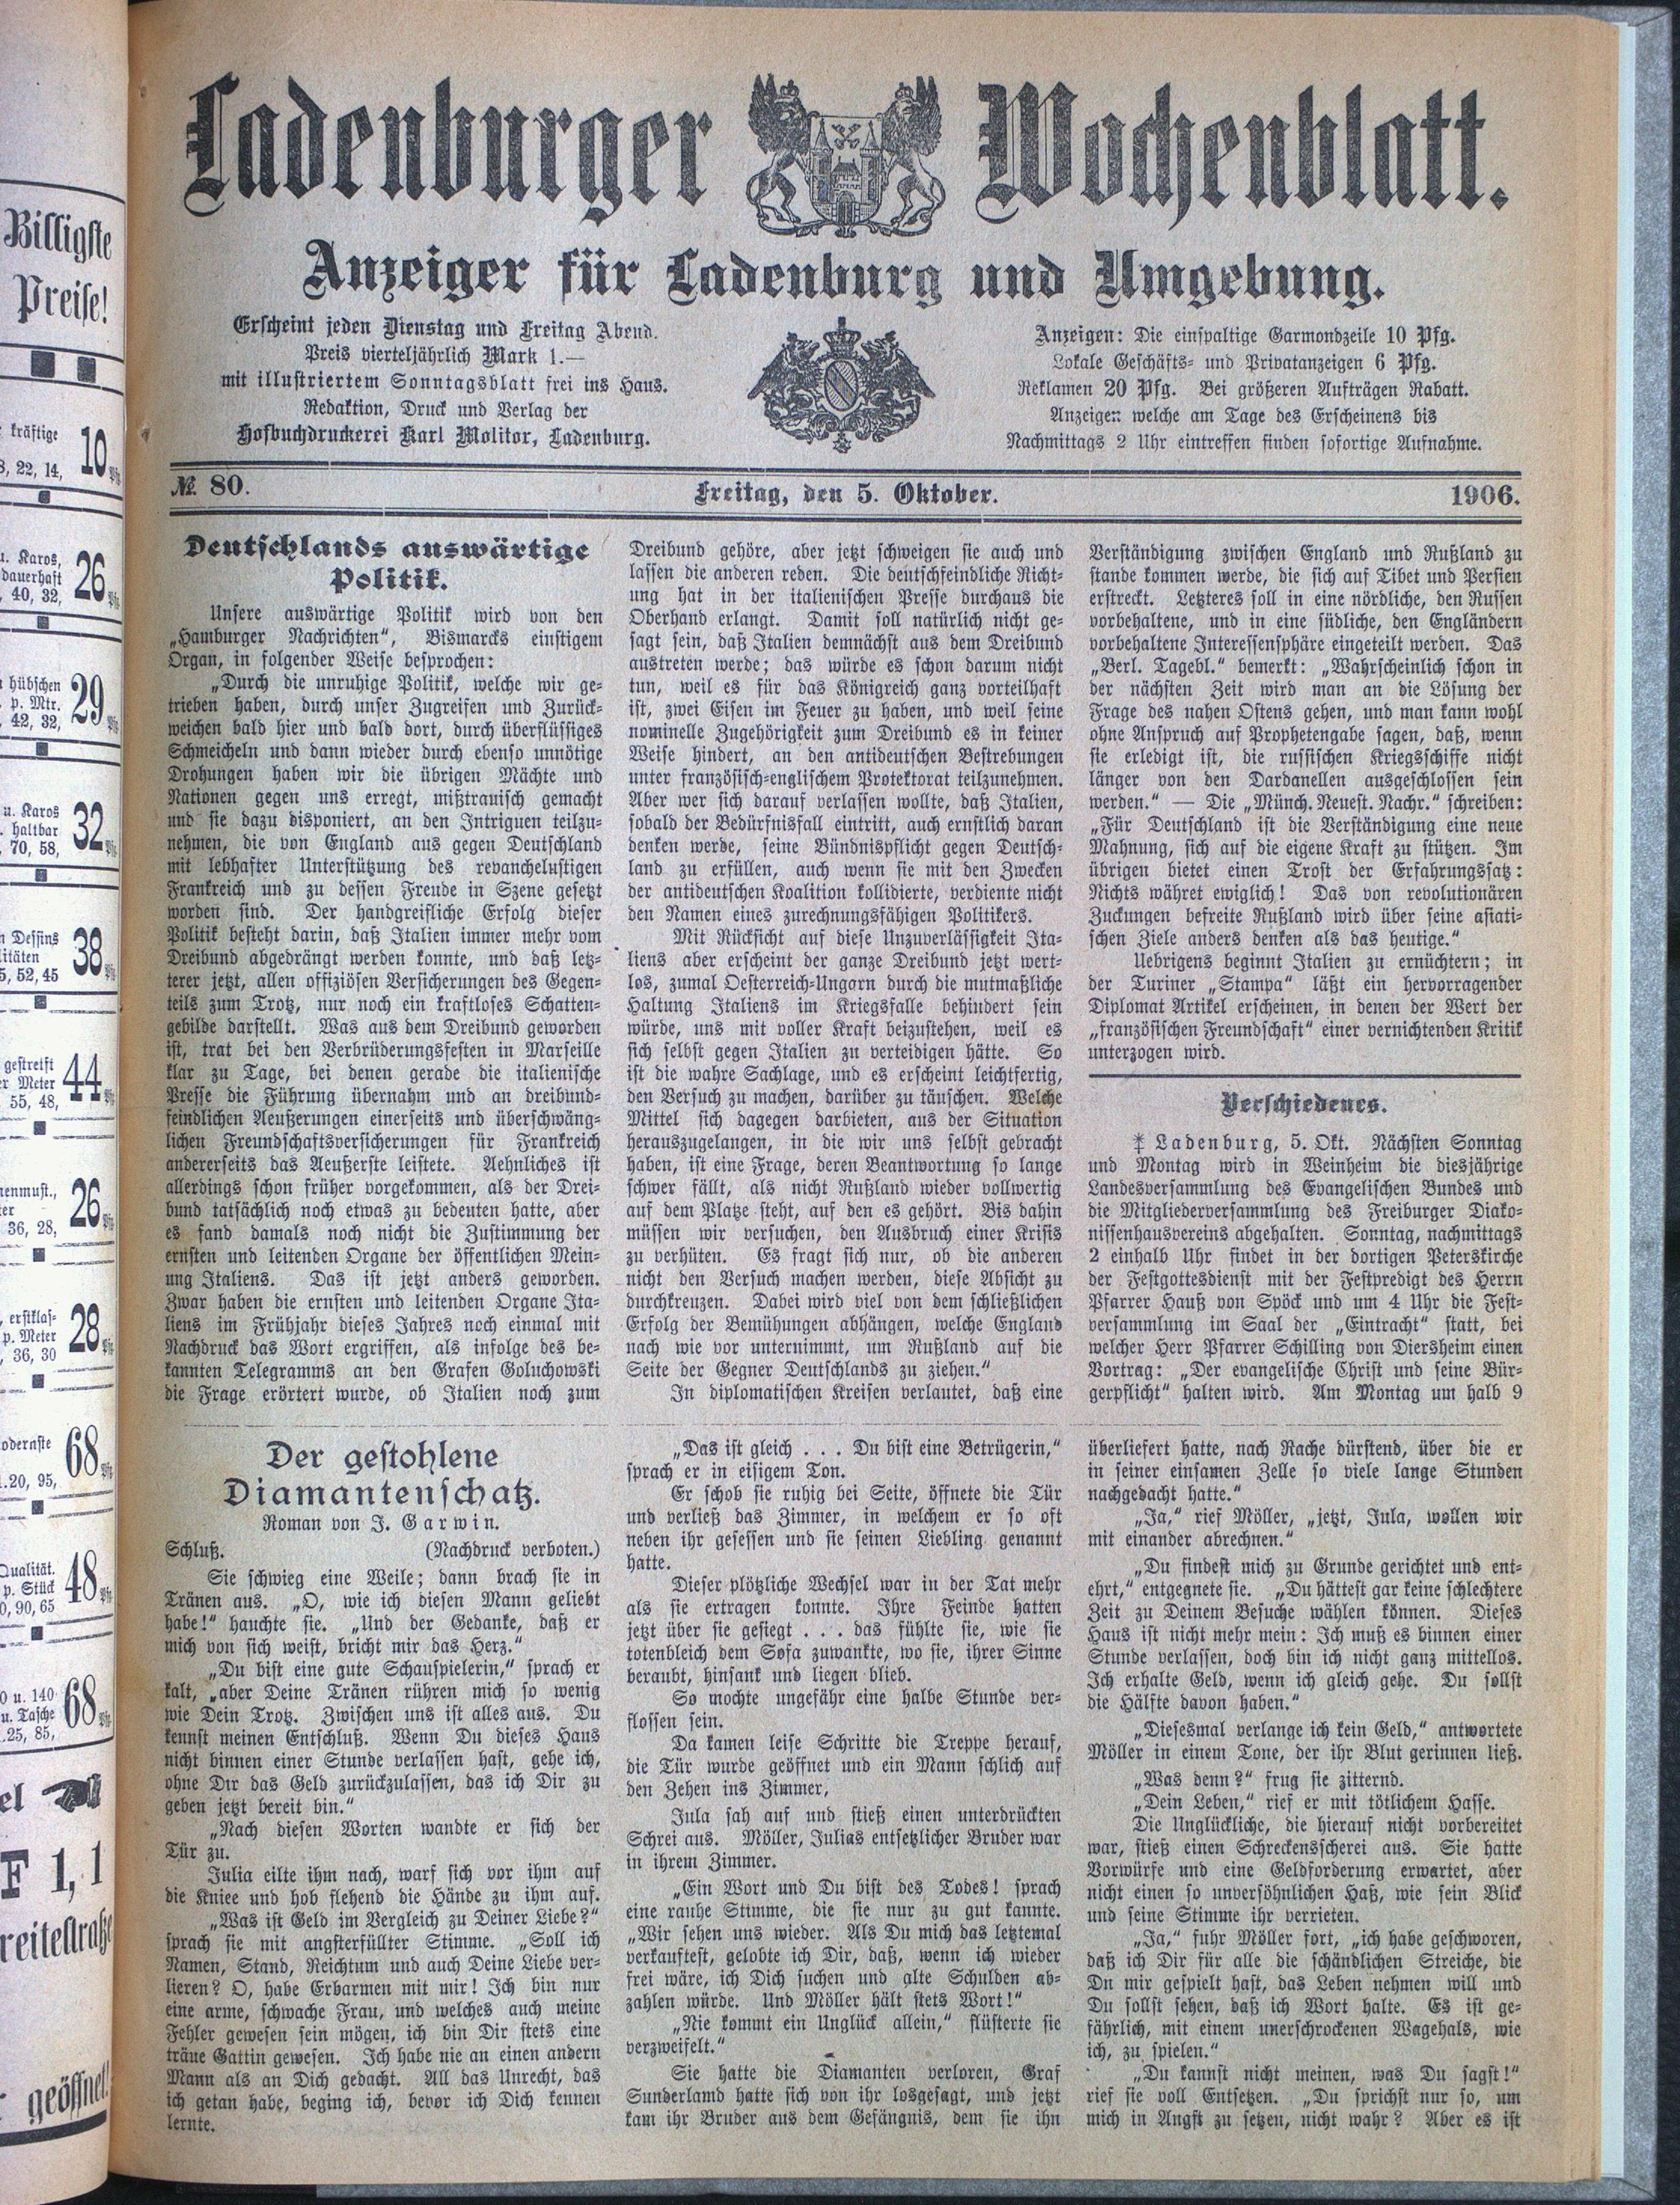 Ladenburger Wochenblatt.
Anzeiger für Ladenburg und Umgebung.
Erscheint jeden Dienstag und Freitag Abend.
Preis vierteljährlich Mark 1.—
mit illustriertem Sonntagsblatt frei ins Haus.
Redaktion, Druck und Verlag der
Hofbuchdruckerei Karl Molitor, Ladenburg.
Anzeigen: Die einspaltige Garmondzeile 10 Pfg.
Lokale Geschäfts- und Privatanzeigen 6 Pfg.
Reklamen 20 Pfg. Bei größeren Aufträgen Rabatt.
Anzeigen welche am Tage des Erscheinens bis
Nachmittags 2 Uhr eintreffen finden sofortige Aufnahme.
№ 80. Freitag, den 5. Oktober. 1906.
Deutschlands auswärtige
Politik.
Unsere auswärtige Politik wird von den
„Hamburger Nachrichten“, Bismarcks einstigem
Organ, in folgender Weise besprochen:
„Durch die unruhige Politik, welche wir ge-
trieben haben, durch unser Zugreifen und Zurück-
weichen bald hier und bald dort, durch überflüssiges
Schmeicheln und dann wieder durch ebenso unnötige
Drohungen haben wir die übrigen Mächte und
Nationen gegen uns erregt, mißtrauisch gemacht
und sie dazu disponiert, an den Intriguen teilzu-
nehmen, die von England aus gegen Deutschland
mit lebhafter Unterstützung des revanchelustigen
Frankreich und zu dessen Freude in Szene gesetzt
worden sind. Der handgreifliche Erfolg dieser
Politik besteht darin, daß Italien immer mehr vom
Dreibund abgedrängt werden konnte, und daß letz-
terer jetzt, allen offiziösen Versicherungen des Gegen-
teils zum Trotz, nur noch ein kraftloses Schatten-
gebilde darstellt. Was aus dem Dreibund geworden
ist, trat bei den Verbrüderungsfesten in Marseille
klar zu Tage, bei denen gerade die italienische
Presse die Führung übernahm und an dreibund-
feindlichen Aeußerungen einerseits und überschwäng-
lichen Freundschaftsversicherungen für Frankreich
andererseits das Aeußerste leistete. Aehnliches ist
allerdings schon früher vorgekommen, als der Drei-
bund tatsächlich noch etwas zu bedeuten hatte, aber
es fand damals noch nicht die Zustimmung der
ernsten und leitenden Organe der öffentlichen Mein-
ung Italiens. Das ist jetzt anders geworden.
Zwar haben die ernsten und leitenden Organe Ita-
liens im Frühjahr dieses Jahres noch einmal mit
Nachdruck das Wort ergriffen, als infolge des be-
kannten Telegramms an den Grafen Goluchowski
die Frage erörtert wurde, ob Italien noch zum
Dreibund gehöre, aber jetzt schweigen sie auch und
lassen die anderen reden. Die deutschfeindliche Richt-
ung hat in der italienischen Presse durchaus die
Oberhand erlangt. Damit soll natürlich nicht ge-
sagt sein, daß Italien demnächst aus dem Dreibund
austreten werde; das würde es schon darum nicht
tun, weil es für das Königreich ganz vorteilhaft
ist, zwei Eisen im Feuer zu haben, und weil seine
nominelle Zugehörigkeit zum Dreibund es in keiner
Weise hindert, an den antideutschen Bestrebungen
unter französisch-englischem Protektorat teilzunehmen.
Aber wer sich darauf verlassen wollte, daß Italien,
sobald der Bedürfnisfall eintritt, auch ernstlich daran
denken werde, seine Bündnispflicht gegen Deutsch-
land zu erfüllen, auch wenn sie mit den Zwecken
der antideutschen Koalition kollidierte, verdiente nicht
den Namen eines zurechnungsfähigen Politikers.
Mit Rücksicht auf diese Unzuverlässigkeit Ita-
liens aber erscheint der ganze Dreibund jetzt wert-
los, zumal Oesterreich-Ungarn durch die mutmaßliche
Haltung Italiens im Kriegsfalle behindert sein
würde, uns mit voller Kraft beizustehen, weil es
sich selbst gegen Italien zu verteidigen hätte. So
ist die wahre Sachlage, und es erscheint leichtfertig,
den Versuch zu machen, darüber zu täuschen. Welche
Mittel sich dagegen darbieten, aus der Situation
herauszugelangen, in die wir uns selbst gebracht
haben, ist eine Frage, deren Beantwortung so lange
schwer fällt, als nicht Rußland wieder vollwertig
auf dem Platze steht, auf den es gehört. Bis dahin
müssen wir versuchen, den Ausbruch einer Krisis
zu verhüten. Es fragt sich nur, ob die anderen
nicht den Versuch machen werden, diese Absicht zu
durchkreuzen. Dabei wird viel von dem schließlichen
Erfolg der Bemühungen abhängen, welche England
nach wie vor unternimmt, um Rußland auf die
Seite der Gegner Deutschlands zu ziehen.“
In diplomatischen Kreisen verlautet, daß eine
Verständigung zwischen England und Rußland zu
stande kommen werde, die sich auf Tibet und Persien
erstreckt. Letzteres soll in eine nördliche, den Russen
vorbehaltene, und in eine südliche, den Engländern
vorbehaltene Interessensphäre eingeteilt werden. Das
„Berl. Tagebl.“ bemerkt: „Wahrscheinlich schon in
der nächsten Zeit wird man an die Lösung der
Frage des nahen Ostens gehen, und man kann wohl
ohne Anspruch auf Prophetengabe sagen, daß, wenn
sie erledigt ist, die russischen Kriegsschiffe nicht
länger von den Dardanellen ausgeschlossen sein
werden.“ — Die „Münch. Neuest. Nachr.“ schreiben:
„Für Deutschland ist die Verständigung eine neue
Mahnung, sich auf die eigene Kraft zu stützen. Im
übrigen bietet einen Trost der Erfahrungssatz:
Nichts währet ewiglich! Das von revolutionären
Zuckungen befreite Rußland wird über seine asiati-
schen Ziele anders denken als das heutige.“
Uebrigens beginnt Italien zu ernüchtern; in
der Turiner „Stampa“ läßt ein hervorragender
Diplomat Artikel erscheinen, in denen der Wert der
„französischen Freundschaft“ einer vernichtenden Kritik
unterzogen wird.
Verschiedenes.
‡ Ladenburg, 5. Okt. Nächsten Sonntag
und Montag wird in Weinheim die diesjährige
Landesversammlung des Evangelischen Bundes und
die Mitgliederversammlung des Freiburger Diako-
nissenhausvereins abgehalten. Sonntag, nachmittags
2 einhalb Uhr findet in der dortigen Peterskirche
der Festgottesdienst mit der Festpredigt des Herrn
Pfarrer Hauß von Spöck und um 4 Uhr die Fest-
versammlung im Saal der „Eintracht“ statt, bei
welcher Herr Pfarrer Schilling von Diersheim einen
Vortrag: „Der evangelische Christ und seine Bür-
gerpflicht“ halten wird. Am Montag um halb 9
Der gestohlene
Diamantenschatz.
Roman von J. Garwin.
Schluß. (Nachdruck verboten.)
Sie schwieg eine Weile; dann brach sie in
Tränen aus. „O, wie ich diesen Mann geliebt
habe!“ hauchte sie. „Und der Gedanke, daß er
mich von sich weist, bricht mir das Herz.“
„Du bist eine gute Schauspielerin,“ sprach er
kalt, „aber Deine Tränen rühren mich so wenig
wie Dein Trotz. Zwischen uns ist alles aus. Du
kennst meinen Entschluß. Wenn Du dieses Haus
nicht binnen einer Stunde verlassen hast, gehe ich,
ohne Dir das Geld zurückzulassen, das ich Dir zu
geben jetzt bereit bin.“
„Nach diesen Worten wandte er sich der
Tür zu.
Julia eilte ihm nach, warf sich vor ihm auf
die Kniee und hob flehend die Hände zu ihm auf.
„Was ist Geld im Vergleich zu Deiner Liebe?“
sprach sie mit angsterfüllter Stimme. „Soll ich
Namen, Stand, Reichtum und auch Deine Liebe ver-
lieren? O, habe Erbarmen mit mir! Ich bin nur
eine arme, schwache Frau, und welches auch meine
Fehler gewesen sein mögen, ich bin Dir stets eine
träue Gattin gewesen. Ich habe nie an einen andern
Mann als an Dich gedacht. All das Unrecht, das
ich getan habe, beging ich, bevor ich Dich kennen
lernte.
„Das ist gleich . . . Du bist eine Betrügerin,“
sprach er in eisigem Ton.
Er schob sie ruhig bei Seite, öffnete die Tür
und verließ das Zimmer, in welchem er so oft
neben ihr gesessen und sie seinen Liebling genannt
hatte.
Dieser plötzliche Wechsel war in der Tat mehr
als sie ertragen konnte. Ihre Feinde hatten
jetzt über sie gesiegt . . . das fühlte sie, wie sie
totenbleich dem Sofa zuwankte, wo sie, ihrer Sinne
beraubt, hinsank und liegen blieb.
So mochte ungefähr eine halbe Stunde ver-
flossen sein.
Da kamen leise Schritte die Treppe herauf,
die Tür wurde geöffnet und ein Mann schlich auf
den Zehen ins Zimmer,
Jula sah auf und stieß einen unterdrückten
Schrei aus. Möller, Julias entsetzlicher Bruder war
in ihrem Zimmer.
„Ein Wort und Du bist des Todes! sprach
eine rauhe Stimme, die sie nur zu gut kannte.
„Wir sehen uns wieder. Als Du mich das letztemal
verkauftest, gelobte ich Dir, daß, wenn ich wieder
frei wäre, ich Dich suchen und alte Schulden ab-
zahlen würde. Und Möller hält stets Wort!“
„Nie kommt ein Unglück allein,“ flüsterte sie
verzweifelt.“
Sie hatte die Diamanten verloren, Graf
Sunderland hatte sich von ihr losgesagt, und jetzt
kam ihr Bruder aus dem Gefängnis, dem sie ihn
überliefert hatte, nach Rache dürstend, über die er
in seiner einsamen Zelle so viele lange Stunden
nachgedacht hatte.“
„Ja,“ rief Möller, „jetzt, Jula, wollen wir
mit einander abrechnen.“
„Du findest mich zu Grunde gerichtet und ent-
ehrt,“ entgegnete sie. „Du hättest gar keine schlechtere
Zeit zu Deinem Besuche wählen können. Dieses
Haus ist nicht mehr mein: Ich muß es binnen einer
Stunde verlassen, doch bin ich nicht ganz mittellos.
Ich erhalte Geld, wenn ich gleich gehe. Du sollst
die Hälfte davon haben.“
„Diesesmal verlange ich kein Geld,“ antwortete
Möller in einem Tone, der ihr Blut gerinnen ließ.
„Was denn?“ frug sie zitternd.
„Dein Leben,“ rief er mit tötlichem Hasse.
Die Unglückliche, die hierauf nicht vorbereitet
war, stieß einen Schreckensscherei aus. Sie hatte
Vorwürfe und eine Geldforderung erwartet, aber
nicht einen so unversöhnlichen Haß, wie sein Blick
und seine Stimme ihr verrieten.
„Ja,“ fuhr Möller fort, „ich habe geschworen,
daß ich Dir für alle die schändlichen Streiche, die
Dn mir gespielt hast, das Leben nehmen will und
Du sollst sehen, daß ich Wort halte. Es ist ge-
fährlich, mit einem unerschrockenen Wagehals, wie
ich, zu spielen.“
„Du kannst nicht meinen, was Du sagst!“
rief sie voll Entsetzen. „Du sprichst nur so, um
mich in Angst zu setzen, nicht wahr? Aber es ist
Billigste
Preise!
kräftige
22, 14, 10
u. Karos,
dauerhaft
40, 32, 26
hübschen
p. Mtr.
42, 32, 29
u. Karos
haltbar
70, 58, 32
Dessins
52, 45 38
gestreift
Meter
55, 48, 44
36, 28, 26
p. Meter
36, 30 28
95, 68
Qualität.
p. Stück
90, 65 48
u. 140
u. Tasche
85, 68
F 1, 1
geöffnet!